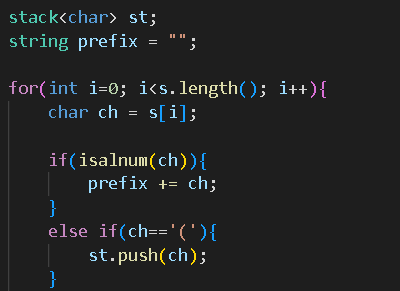 stack<char> st;
string prefix = "";
for(int i=0; i<s.length(); i++){
char ch = s[i];
if(isalnum(ch)){
prefix += ch;
}
else if(ch=='('){
st.push(ch);
}